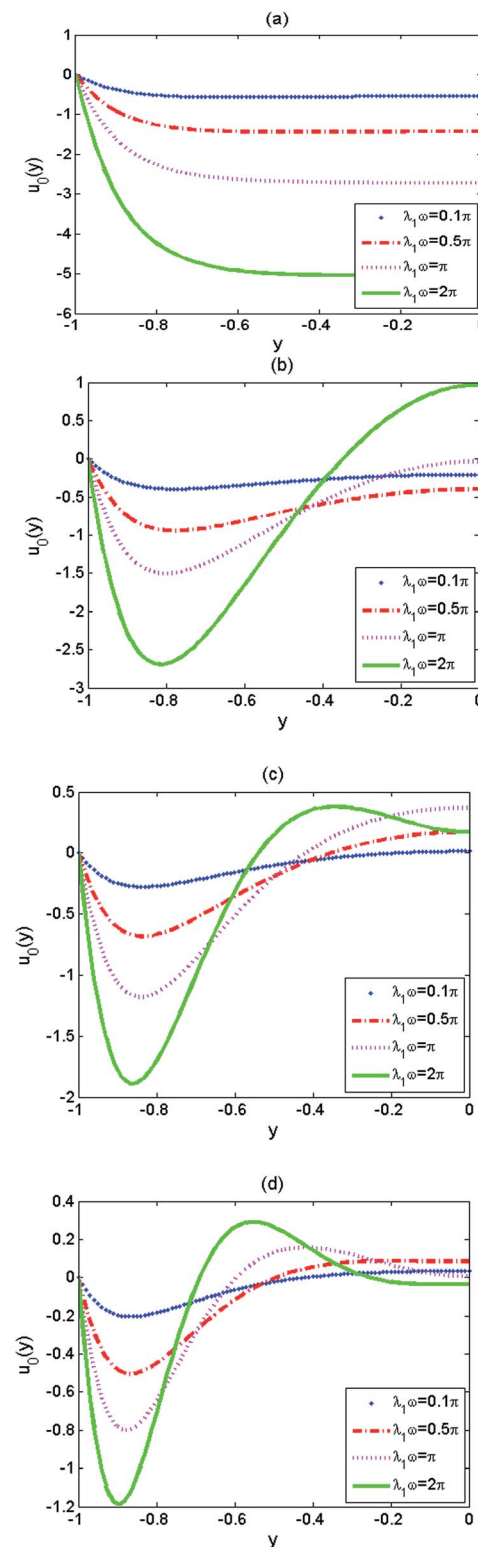 (a)
1
0
-1
-2
-3
-4
-5
-6
u₀(y)
λ₁ω=0.1π
λ₁ω=0.5π
λ₁ω=π
λ₁ω=2π
-1 -0.8 -0.6 -0.4 -0.2 0
y
(b)
1
0.5
0
-0.5
-1
-1.5
-2
-2.5
-3
u₀(y)
λ₁ω=0.1π
λ₁ω=0.5π
λ₁ω=π
λ₁ω=2π
-1 -0.8 -0.6 -0.4 -0.2 0
y
(c)
0.5
0
-0.5
-1
-1.5
-2
u₀(y)
λ₁ω=0.1π
λ₁ω=0.5π
λ₁ω=π
λ₁ω=2π
-1 -0.8 -0.6 -0.4 -0.2 0
y
(d)
0.4
0.2
0
-0.2
-0.4
-0.6
-0.8
-1
-1.2
u₀(y)
λ₁ω=0.1π
λ₁ω=0.5π
λ₁ω=π
λ₁ω=2π
-1 -0.8 -0.6 -0.4 -0.2 0
y